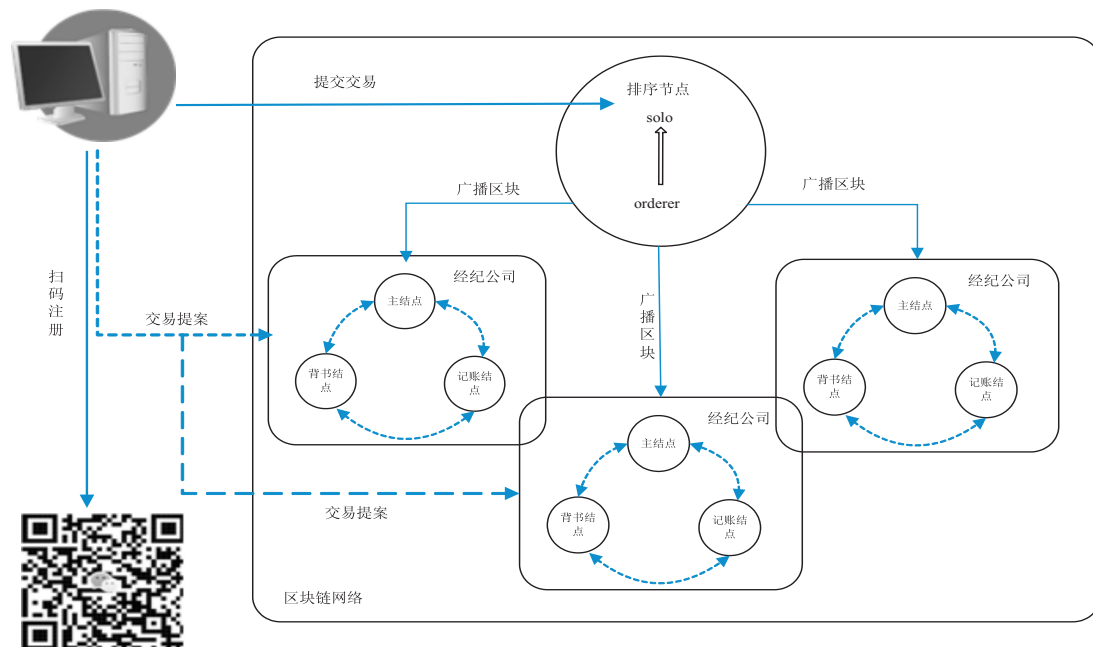 提交交易
排序节点
solo
orderer
广播区块
广播区块
广播区块
扫码注册
交易提案
经纪公司
主结点
背书结
点
记账结
点
经纪公司
主结点
背书结
点
记账结
点
经纪公司
主结点
背书结
点
记账结
点
交易提案
区块链网络